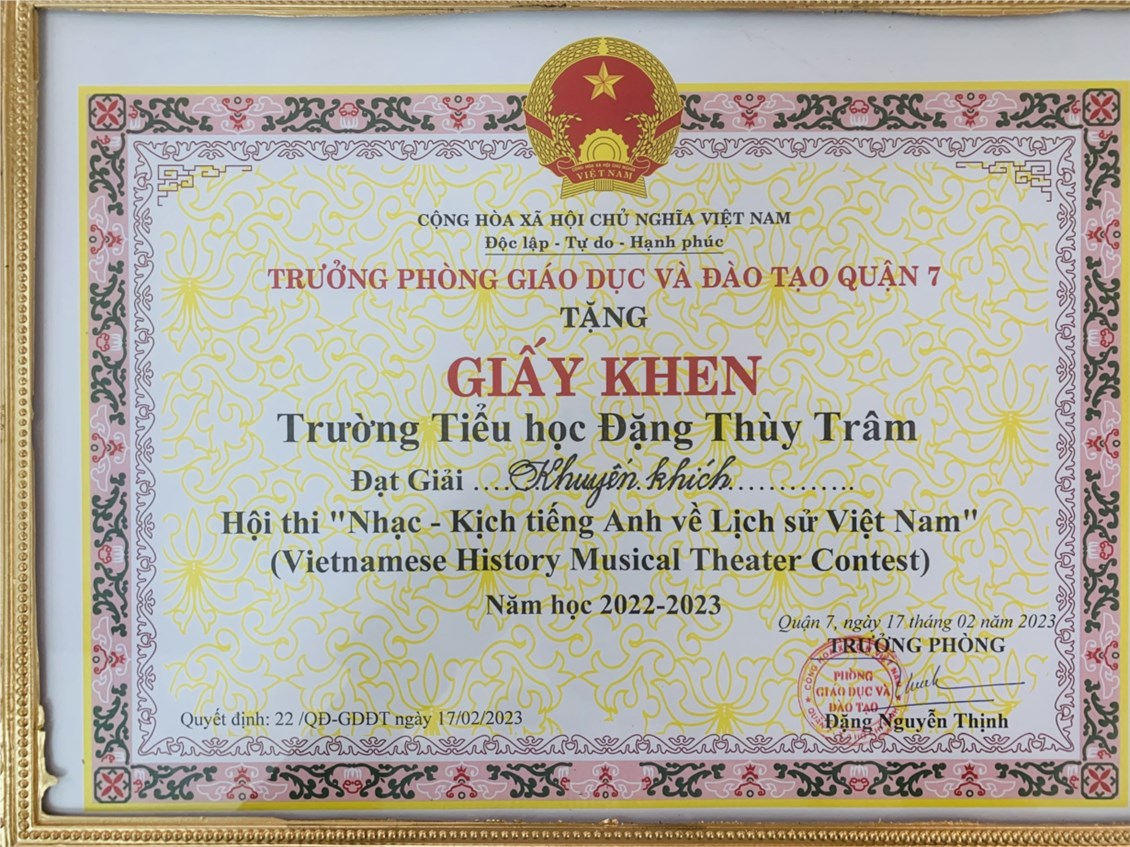 VIỆT NAM
CỘNG HÒA XÃ HỘI CHỦ NGHĨA VIỆT NAM
Độc lập - Tự do - Hạnh phúc
TRƯỞNG PHÒNG GIÁO DỤC VÀ ĐÀO TẠO QUẬN 7
TẶNG
GIẤY KHEN
Trường Tiểu học Đặng Thùy Trâm
Đạt Giải ....Khuyên khích.............
Hội thi "Nhạc - Kịch tiếng Anh về Lịch sử Việt Nam"
(Vietnamese History Musical Theater Contest)
Năm học 2022-2023
Quận 7, ngày 17 tháng 02 năm 2023
TRƯỞNG PHÒNG
PHÒNG
GIÁO DỤC VÀ
ĐÀO TẠO
Quyết định: 22 /QĐ-GDĐT ngày 17/02/2023
Đặng Nguyễn Thịnh